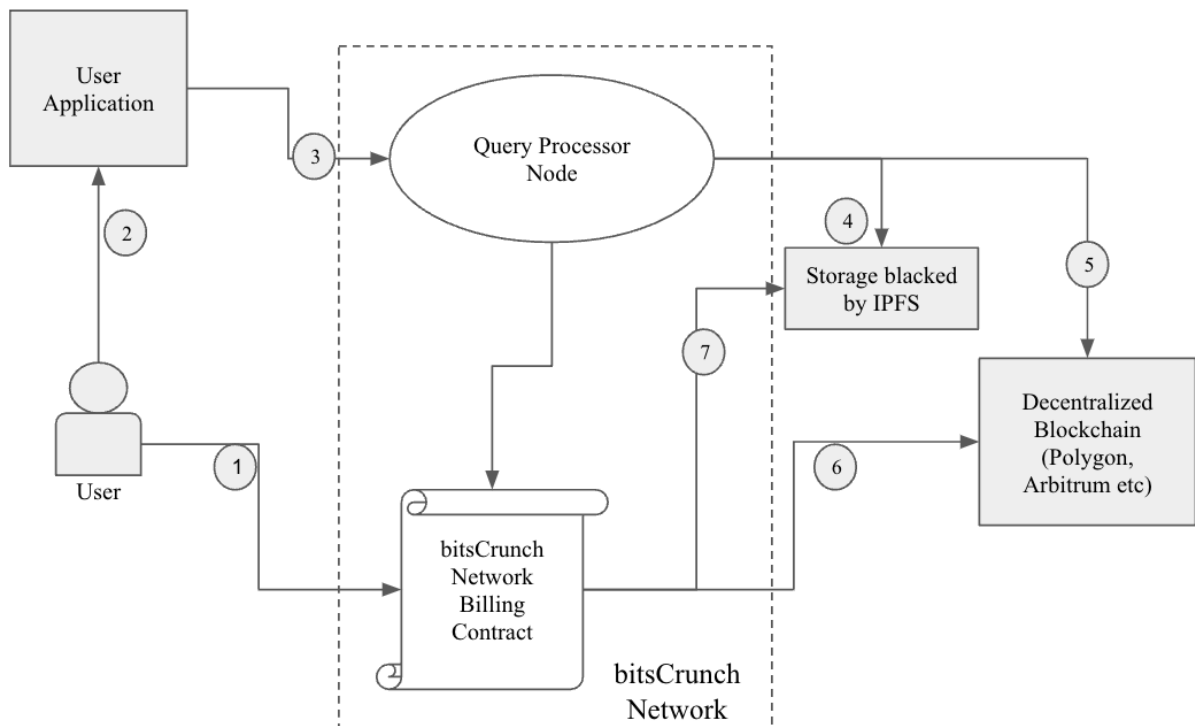 User
Application
Query Processor
Node
3
2
4
Storage blacked
by IPFS
5
7
Decentralized
Blockchain
(Polygon,
Arbitrum etc)
1
6
User
bitsCrunch
Network
Billing
Contract
bitsCrunch
Network